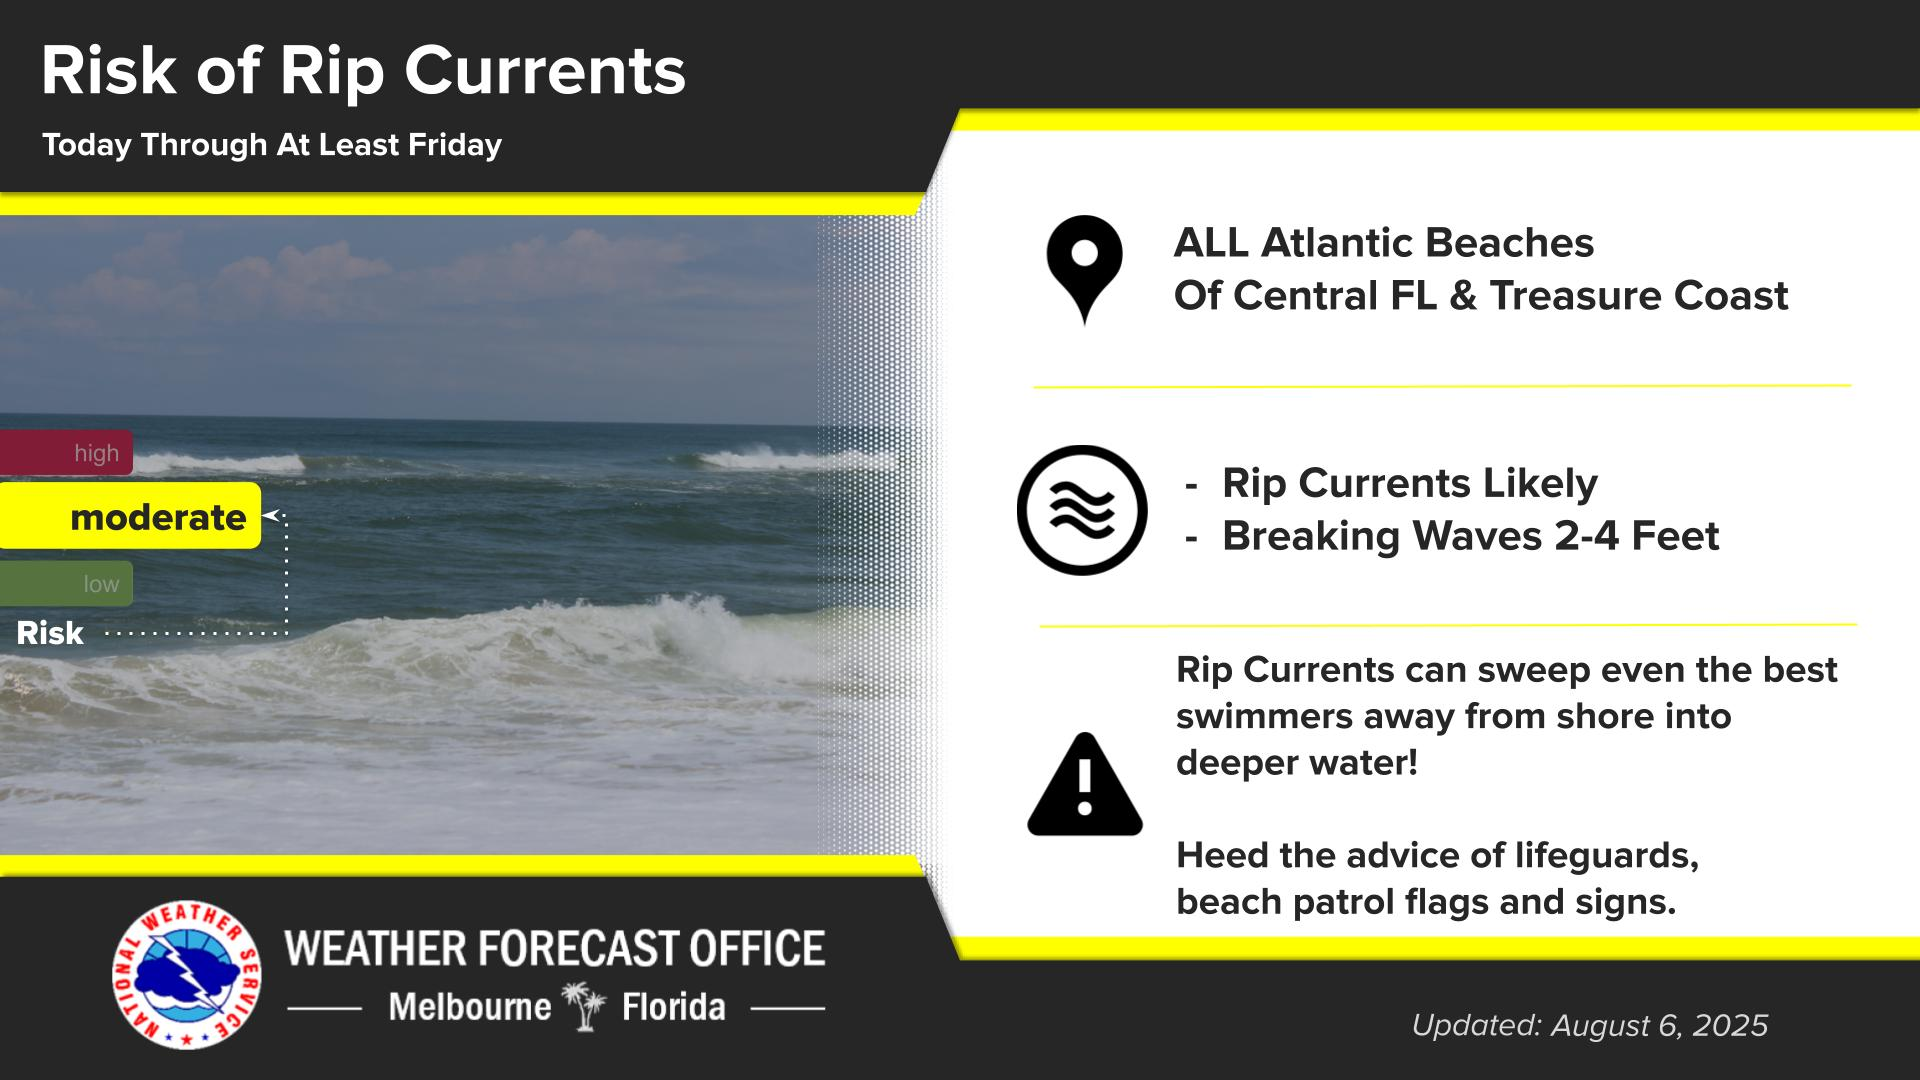 Risk of Rip Currents
Today Through At Least Friday
high
moderate
low
Risk
ALL Atlantic Beaches
Of Central FL & Treasure Coast
- Rip Currents Likely
- Breaking Waves 2-4 Feet
Rip Currents can sweep even the best
swimmers away from shore into
deeper water!
Heed the advice of lifeguards,
beach patrol flags and signs.
NATIONAL WEATHER SERVICE
WEATHER FORECAST OFFICE
Melbourne Florida
Updated: August 6, 2025